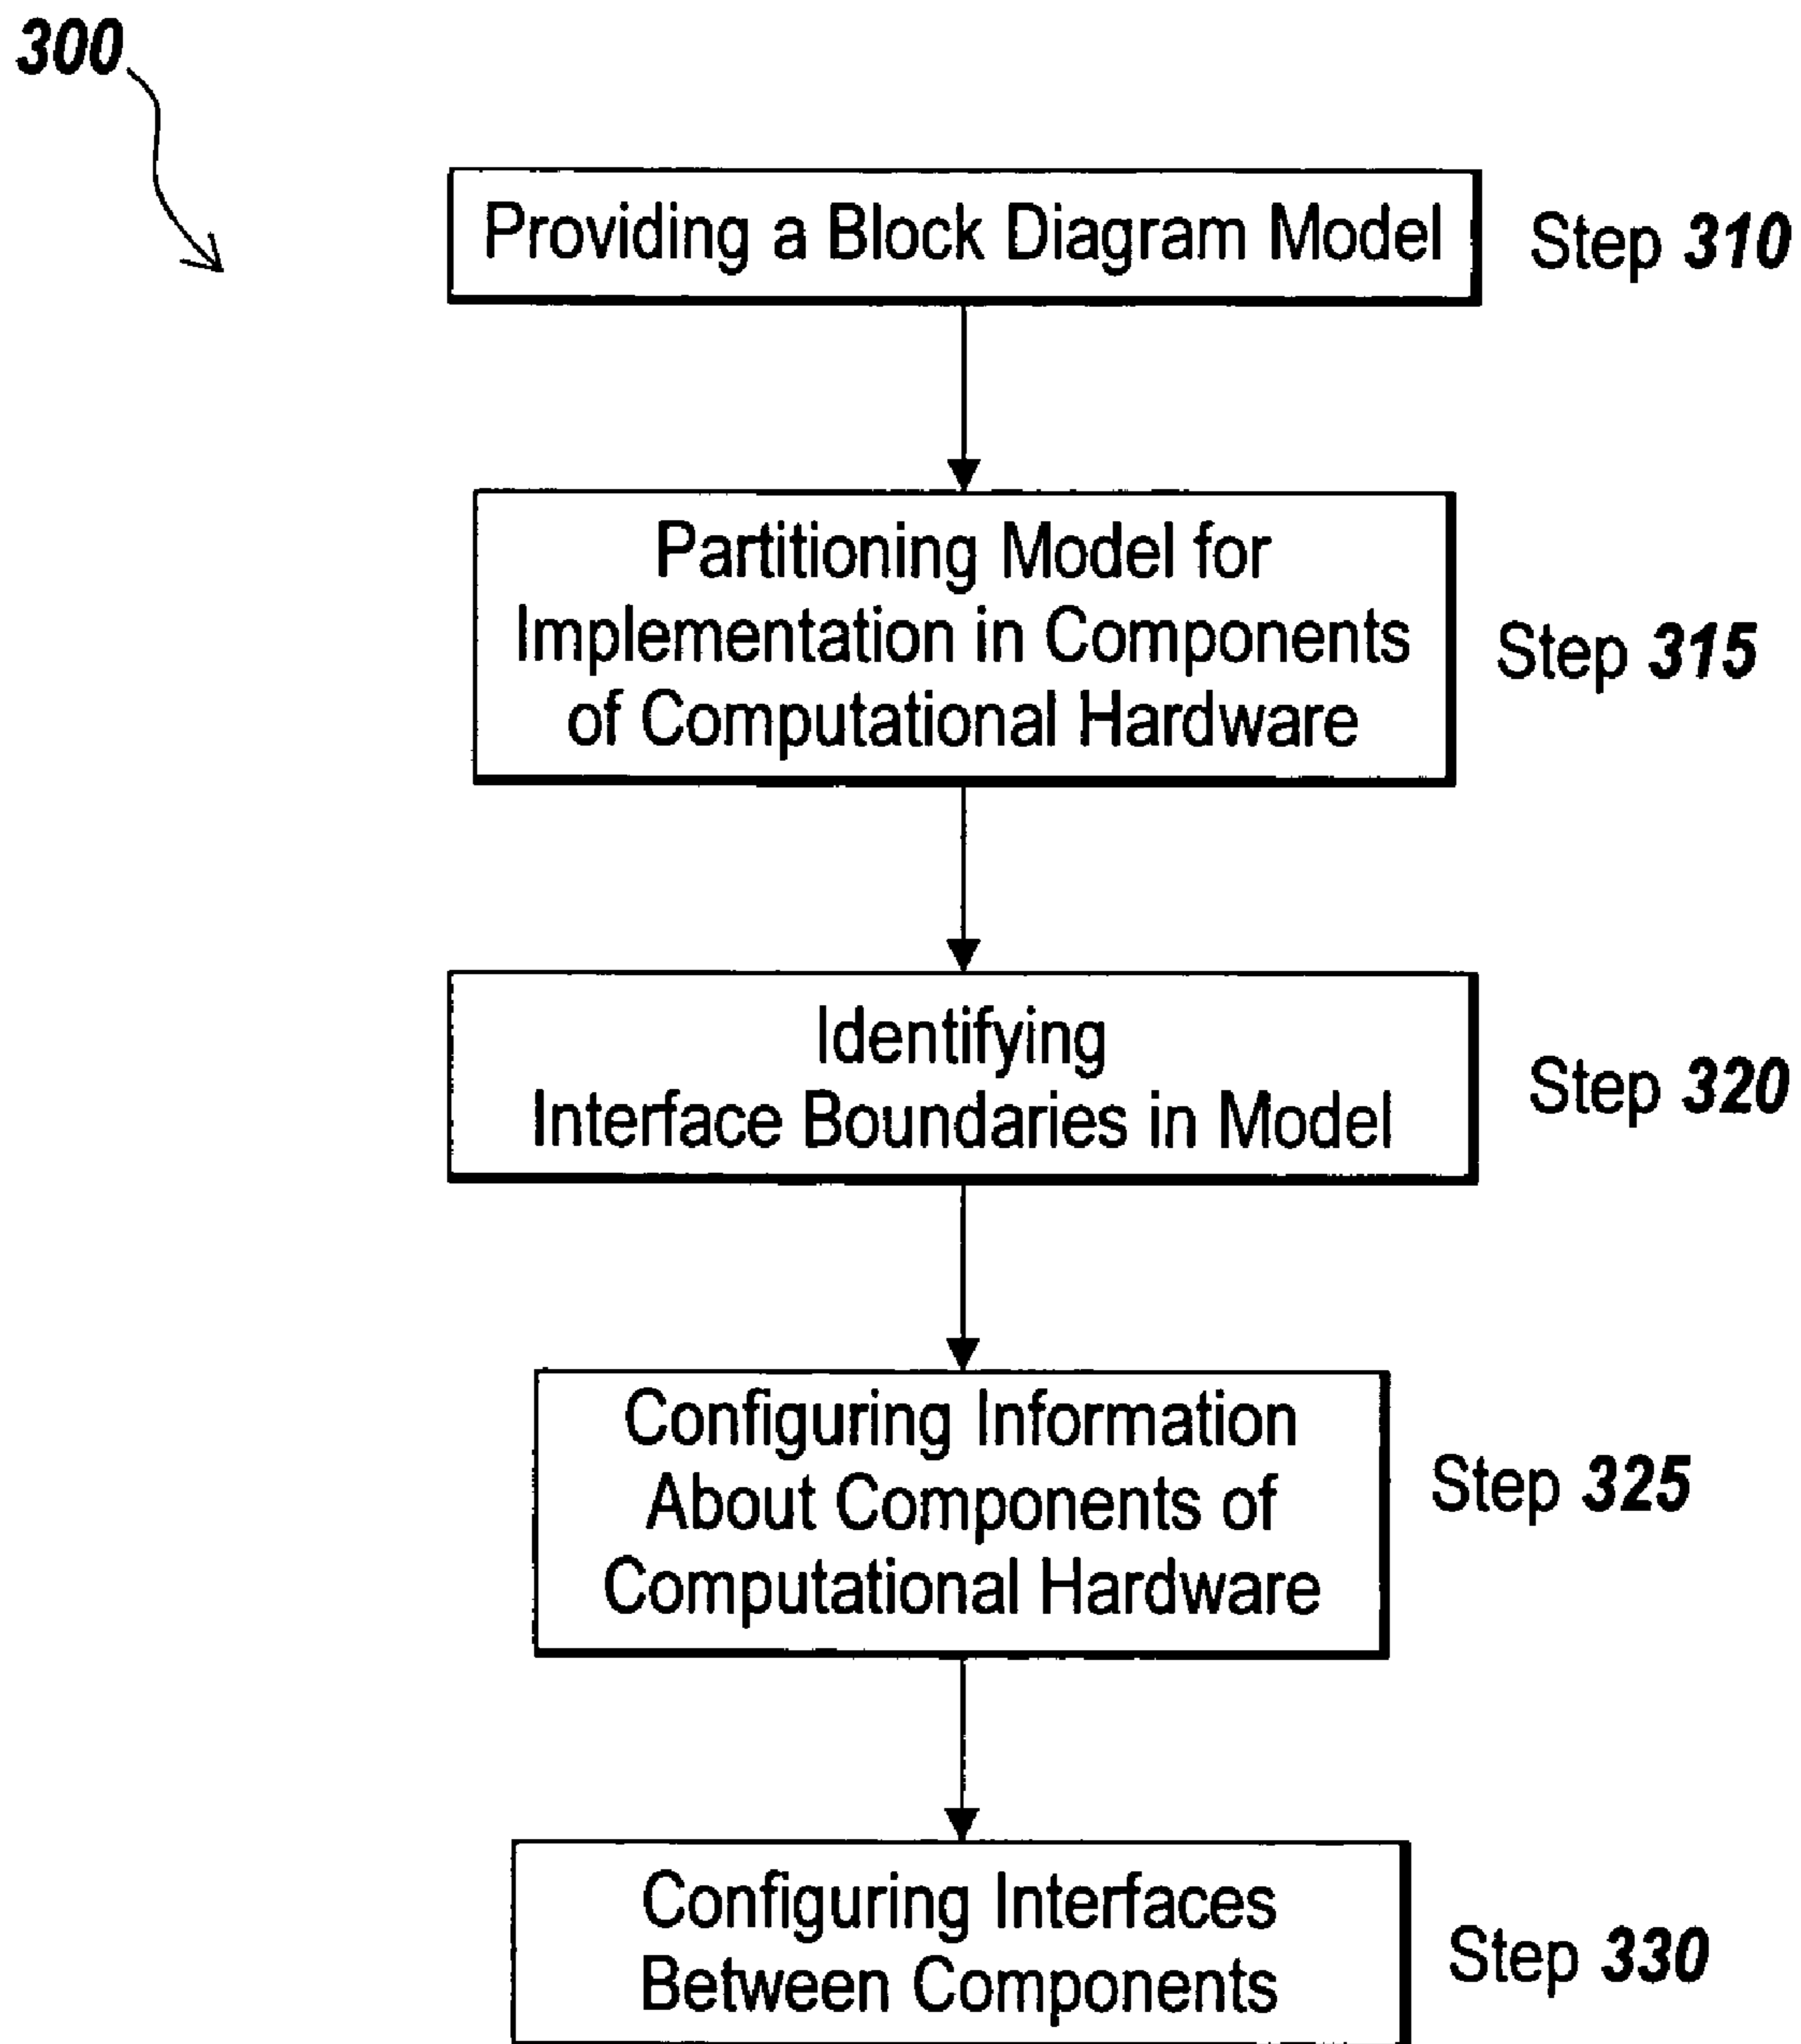 300
Providing a Block Diagram Model
Step 310
Partitioning Model for
Implementation in Components
of Computational Hardware
Step 315
Identifying
Interface Boundaries in Model
Step 320
Configuring Information
About Components of
Computational Hardware
Step 325
Configuring Interfaces
Between Components
Step 330